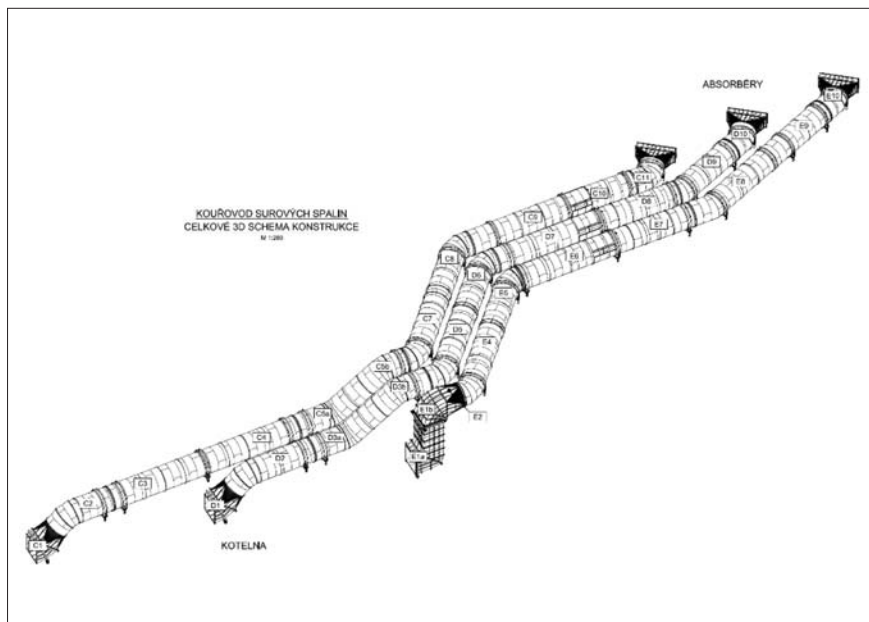 ABSORBÉRY
E10
D10
E9
D9
C11
E8
C10
D8
KOUŘOVOD SUROVÝCH SPALIN
CELKOVÉ 3D SCHEMA KONSTRUKCE
C9
E7
D7
E6
C8
D6
E5
C7
D5
E4
C5b
D3b
E1b
E2
C5a
C4
D3a
D2
E1a
C3
C2
D1
C1
KOTELNA